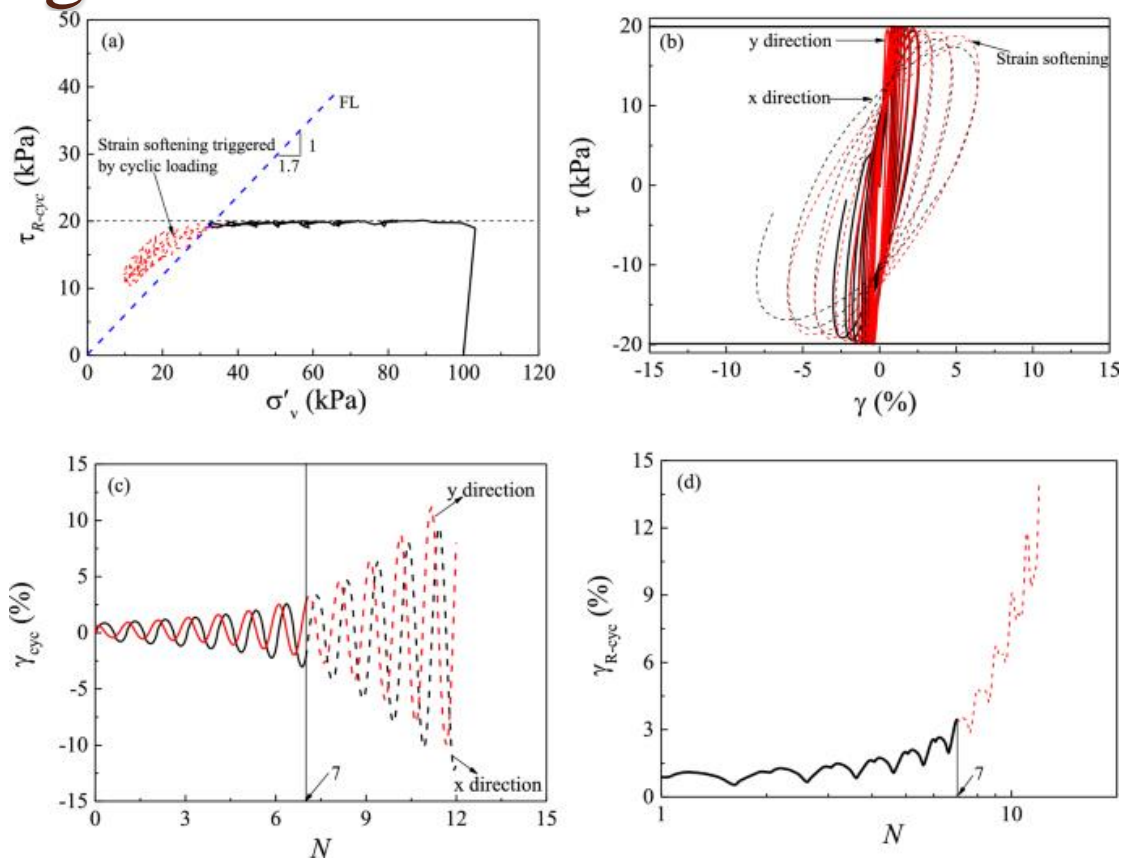 50
40
30
20
10
0
τR-cyc (kPa)
(a)
FL
Strain softening triggered
by cyclic loading
1
1.7
0 20 40 60 80 100 120
σ′v (kPa)
20
10
0
-10
-20
τ (kPa)
(b)
y direction
Strain softening
x direction
-15 -10 -5 0 5 10 15
γ (%)
15
10
5
0
-5
-10
-15
γcyc (%)
(c)
y direction
7
x direction
0 3 6 9 12 15
N
15
12
9
6
3
0
γR-cyc (%)
(d)
7
1 10
N